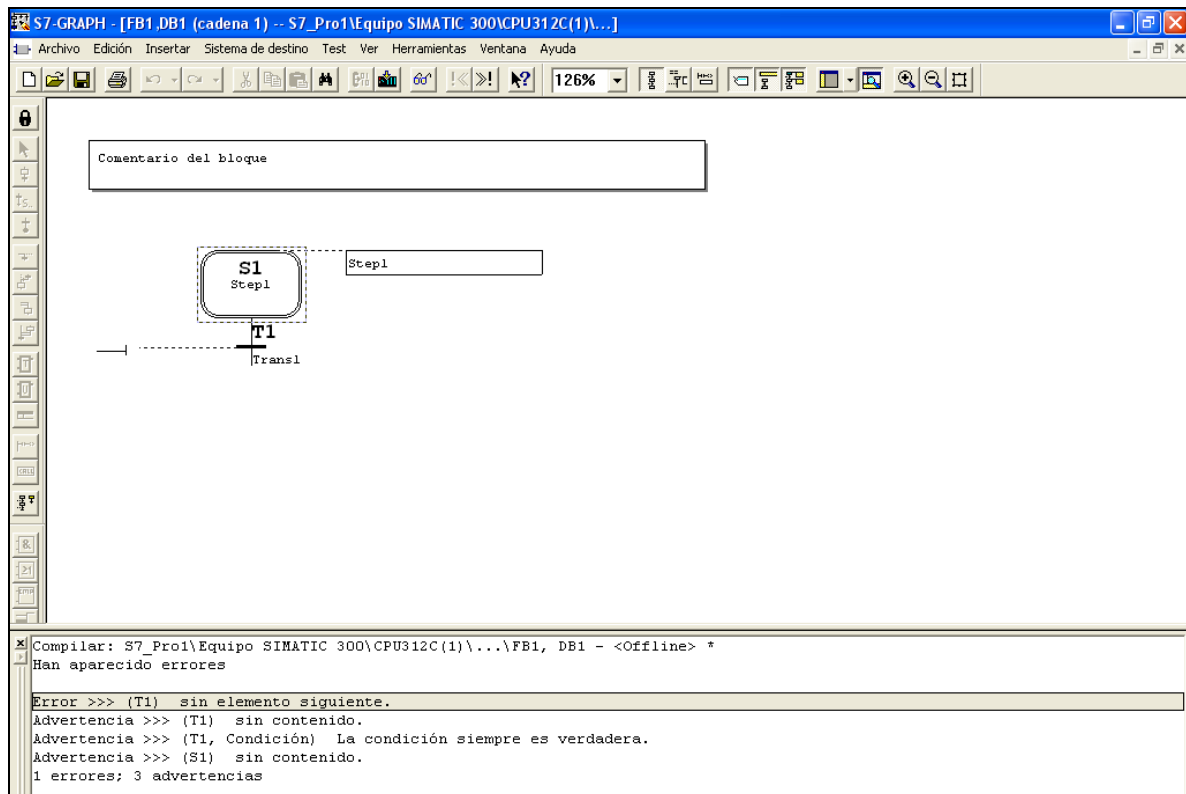 S7-GRAPH - [FB1 ,DB1 (cadena 1) -- S7_Pro1\Equipo SIMATIC 300\CPU312C(1)\...]
Archivo Edición Insertar Sistema de destino Test Ver Herramientas Ventana Ayuda
126%
Comentario del bloque
S1
Step1
Step1
T1
Trans1
Compilar: S7_Pro1\Equipo SIMATIC 300\CPU312C(1)\...\FB1, DB1 - <Offline> *
Han aparecido errores
Error >>> (T1) sin elemento siguiente.
Advertencia >>> (T1) sin contenido.
Advertencia >>> (T1, Condición) La condición siempre es verdadera.
Advertencia >>> (S1) sin contenido.
1 errores; 3 advertencias